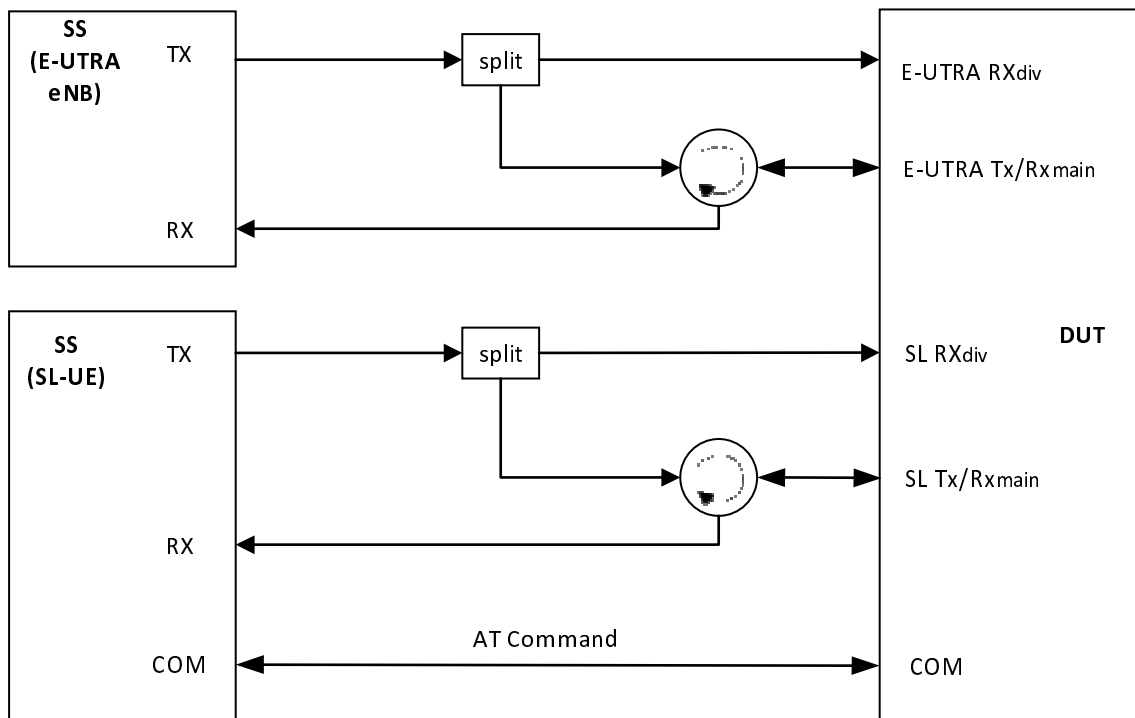 SS
(E-UTRA
eNB)
TX
RX
split
E-UTRA RXdiv
E-UTRA Tx/Rxmain
SS
(SL-UE)
TX
RX
COM
split
SL RXdiv
SL Tx/Rxmain
DUT
AT Command
COM